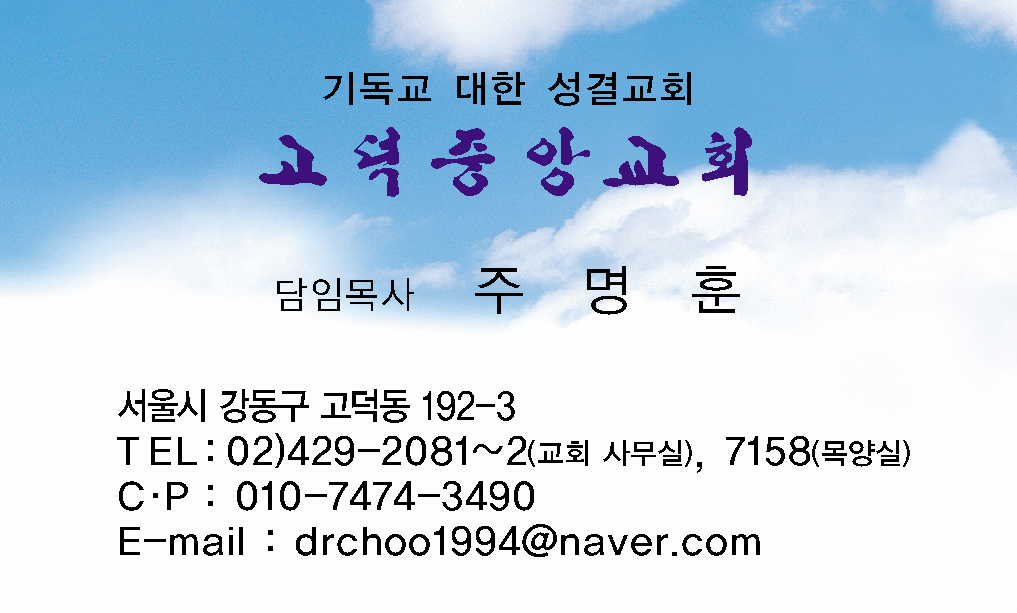 기독교 대한 성결교회
고덕중앙교회
담임목사 주 명 훈
서울시 강동구 고덕동 192-3
TEL : 02)429-2081~2(교회 사무실), 7158(목양실)
C·P : 010-7474-3490
E-mail : drchoo1994@naver.com